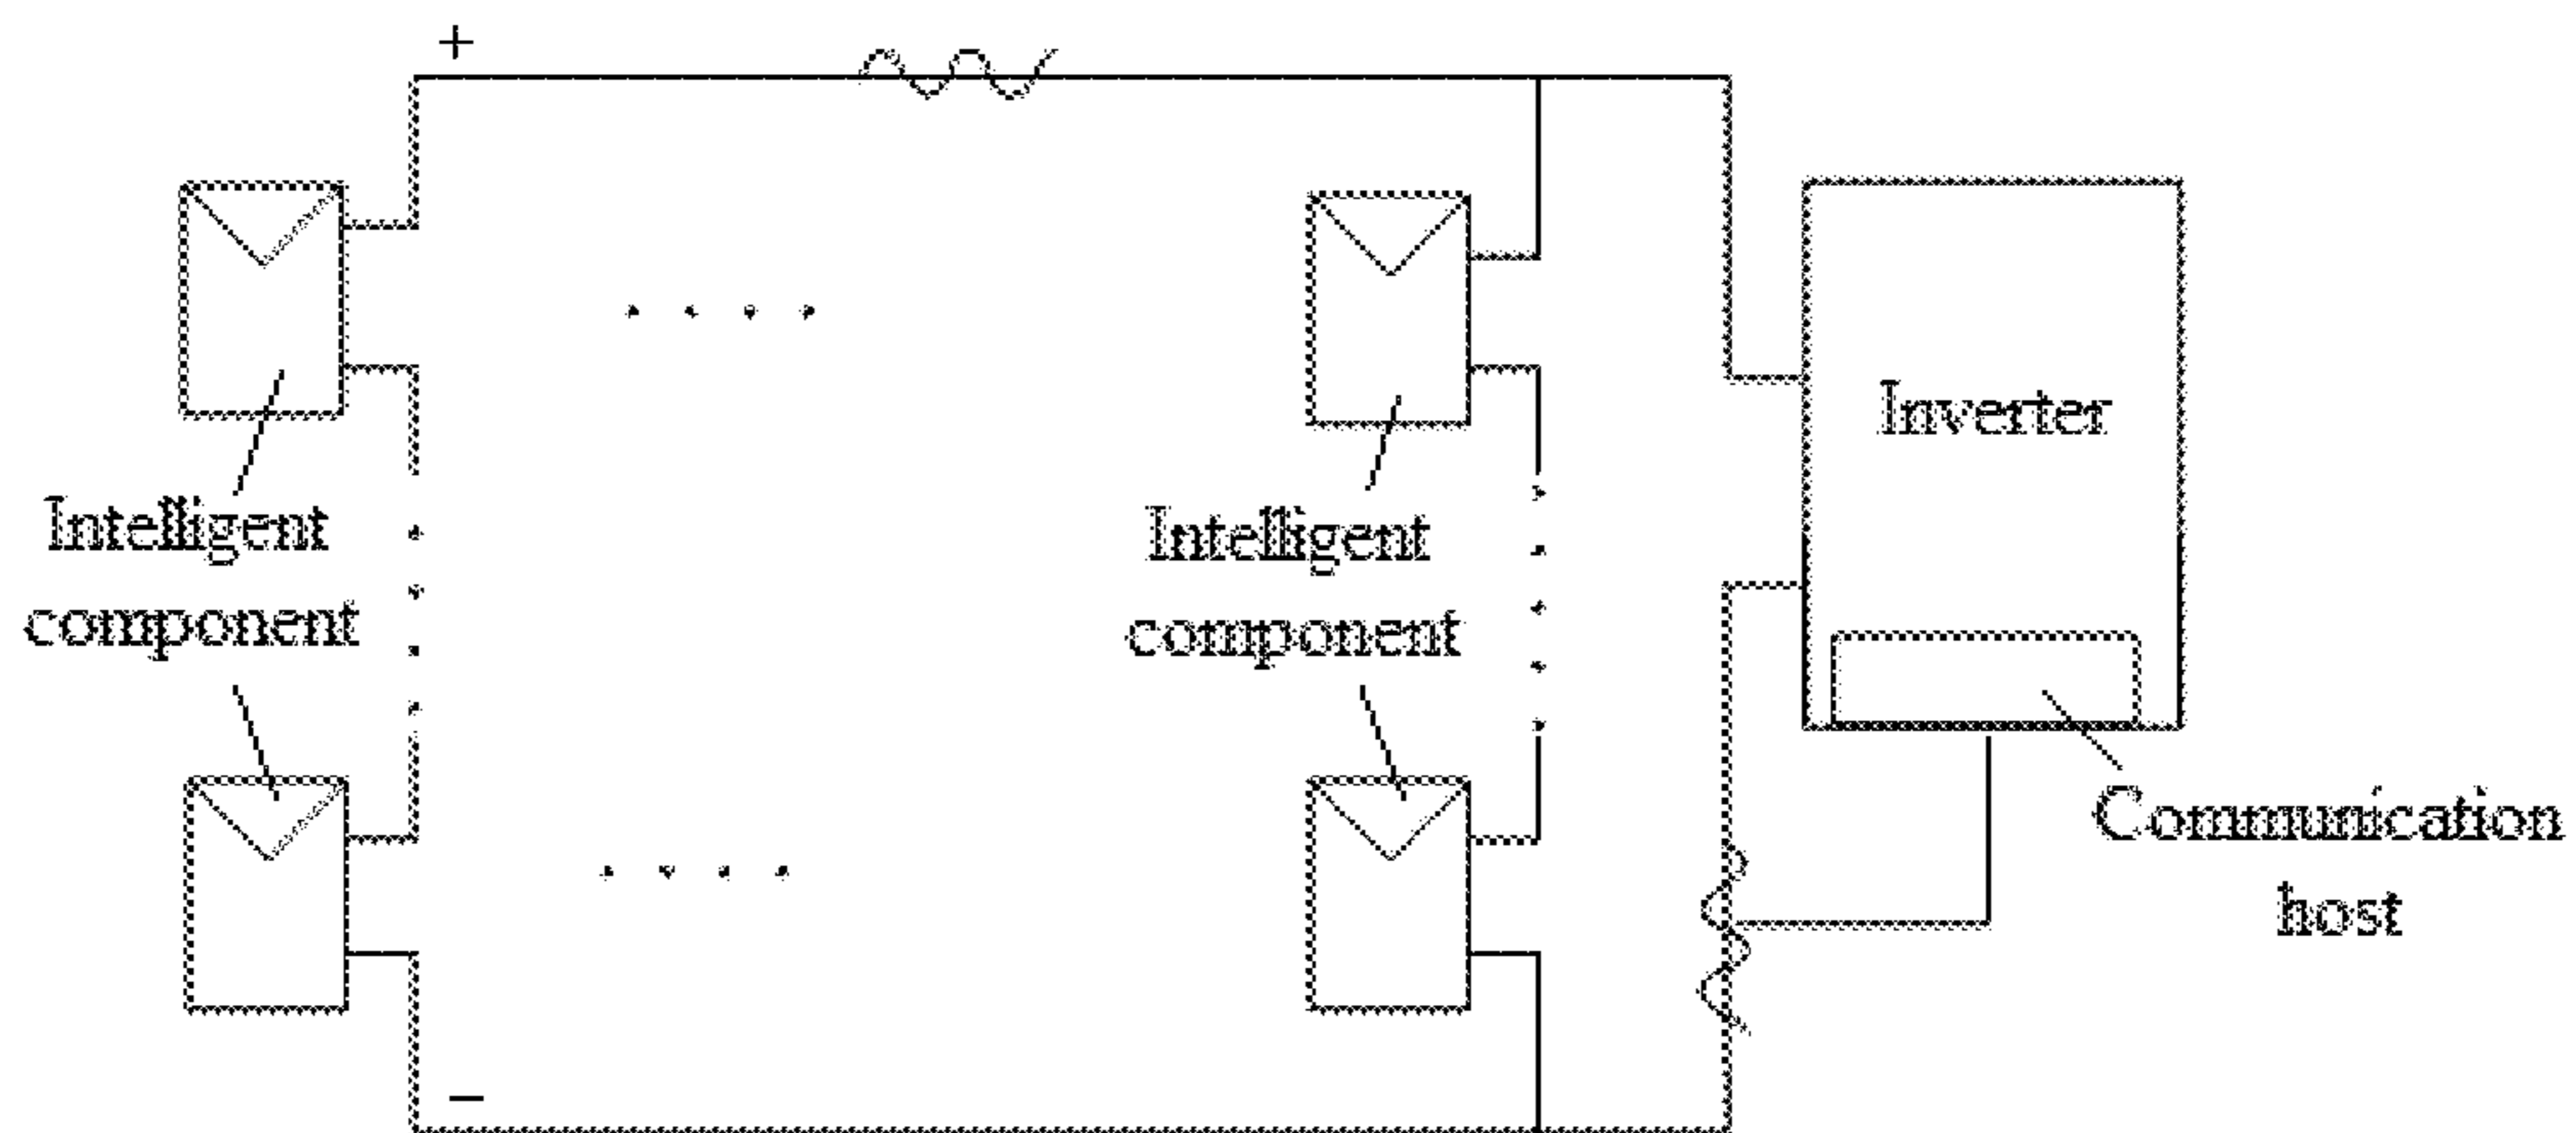 +
Inverter
Intelligent
component
Intelligent
component
Communication
host
−